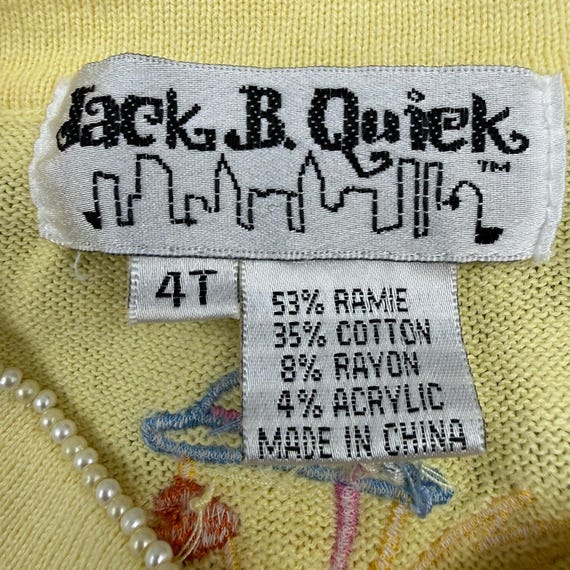 Jack B. Quick ™
4T
53% RAMIE
35% COTTON
8% RAYON
4% ACRYLIC
MADE IN CHINA